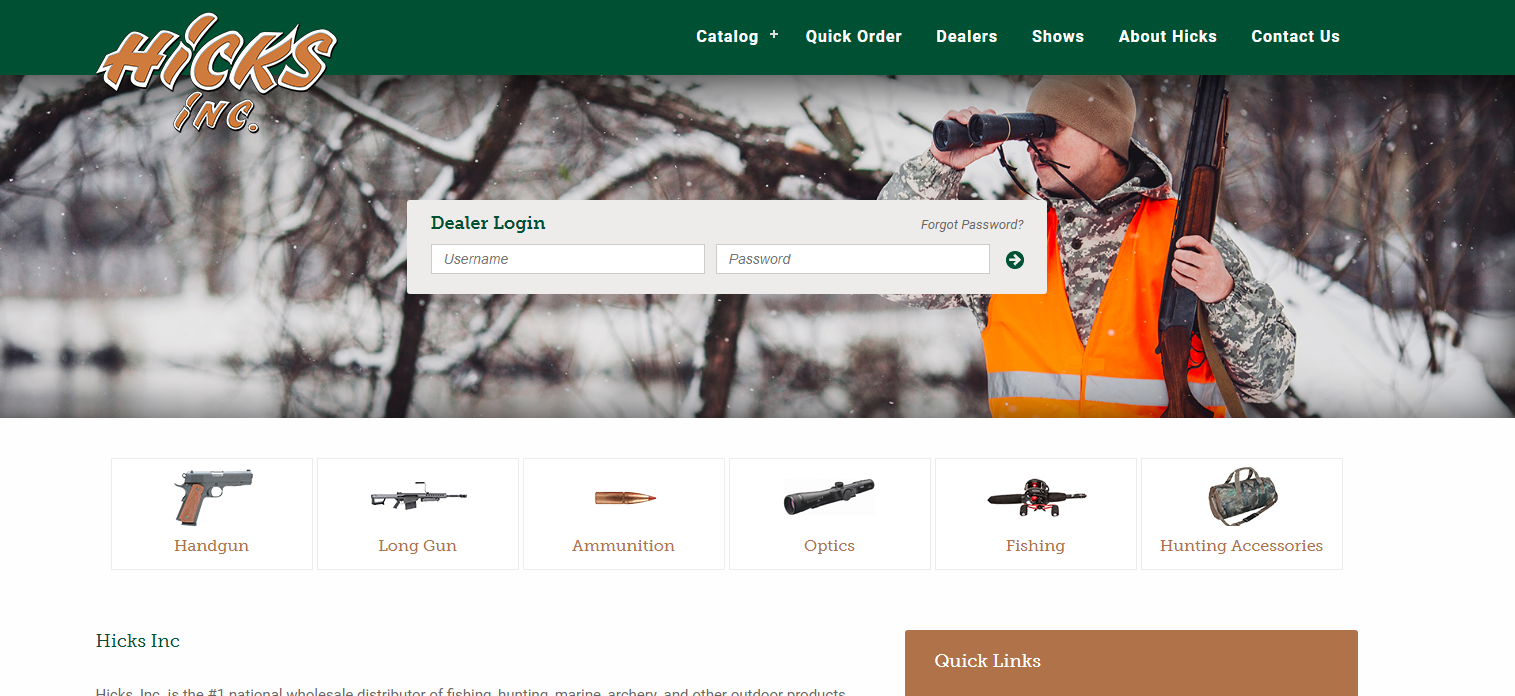 HICKS
INC.
Catalog + Quick Order Dealers Shows About Hicks Contact Us
Dealer Login Forgot Password?
Username Password
Handgun Long Gun Ammunition Optics Fishing Hunting Accessories
Hicks Inc
Quick Links
Hicks, Inc. is the #1 national wholesale distributor of fishing, hunting, marine, archery, and other outdoor products